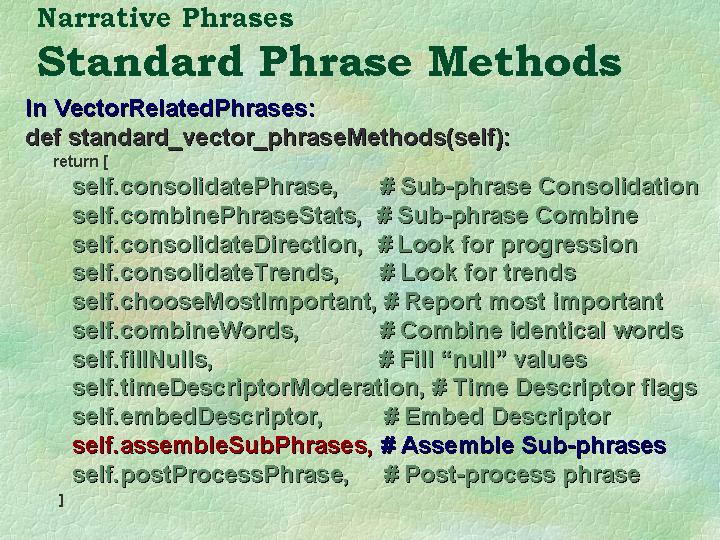 Narrative Phrases
Standard Phrase Methods
In VectorRelatedPhrases:
def standard_vector_phraseMethods(self):
return [
self.consolidatePhrase, # Sub-phrase Consolidation
self.combinePhraseStats, # Sub-phrase Combine
self.consolidateDirection, # Look for progression
self.consolidateTrends, # Look for trends
self.chooseMostImportant, # Report most important
self.combineWords, # Combine identical words
self.fillNulls, # Fill “null” values
self.timeDescriptorModeration, # Time Descriptor flags
self.embedDescriptor, # Embed Descriptor
self.assembleSubPhrases, # Assemble Sub-phrases
self.postProcessPhrase, # Post-process phrase
]